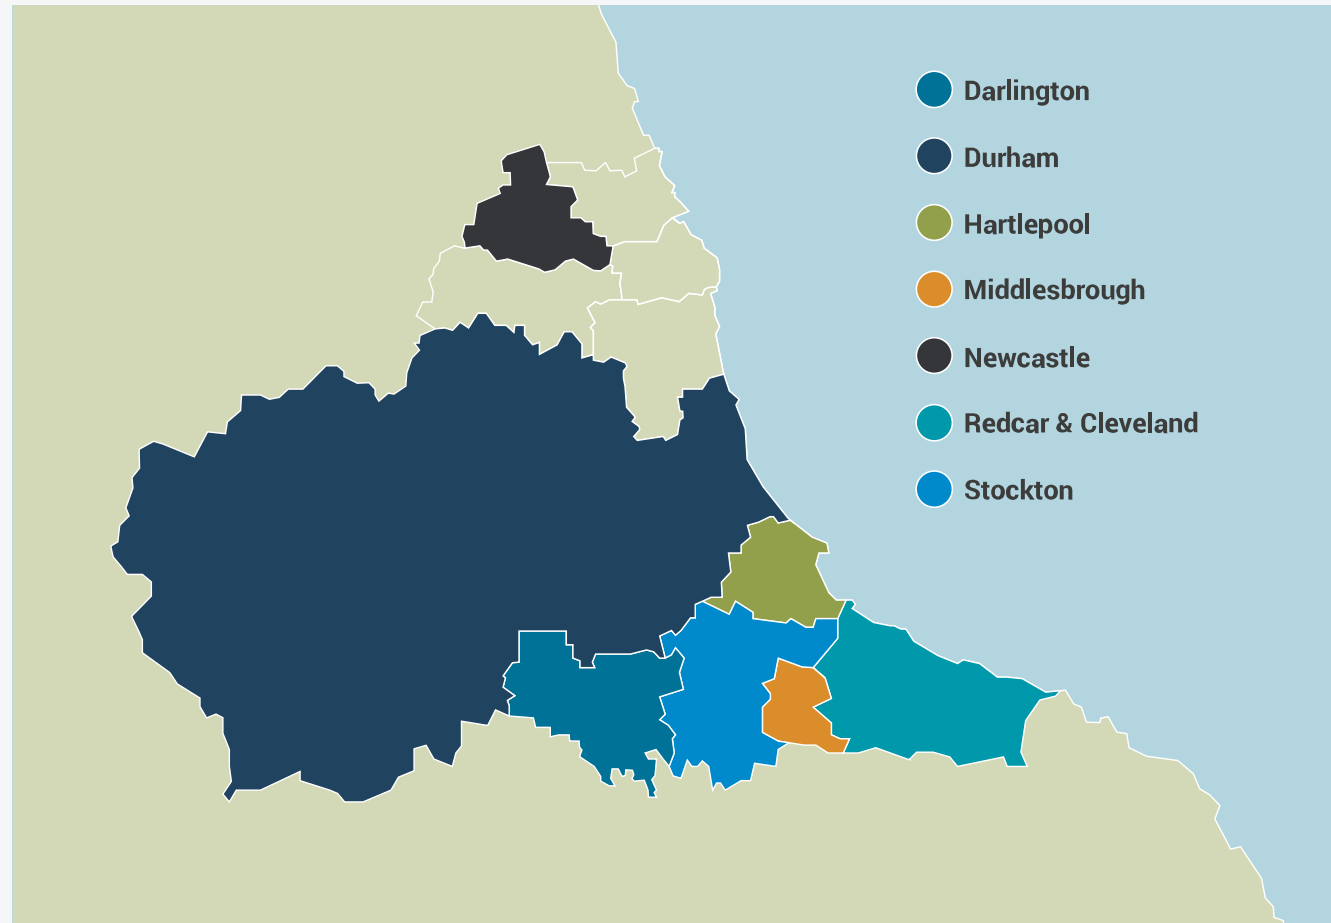 Darlington
Durham
Hartlepool
Middlesbrough
Newcastle
Redcar & Cleveland
Stockton